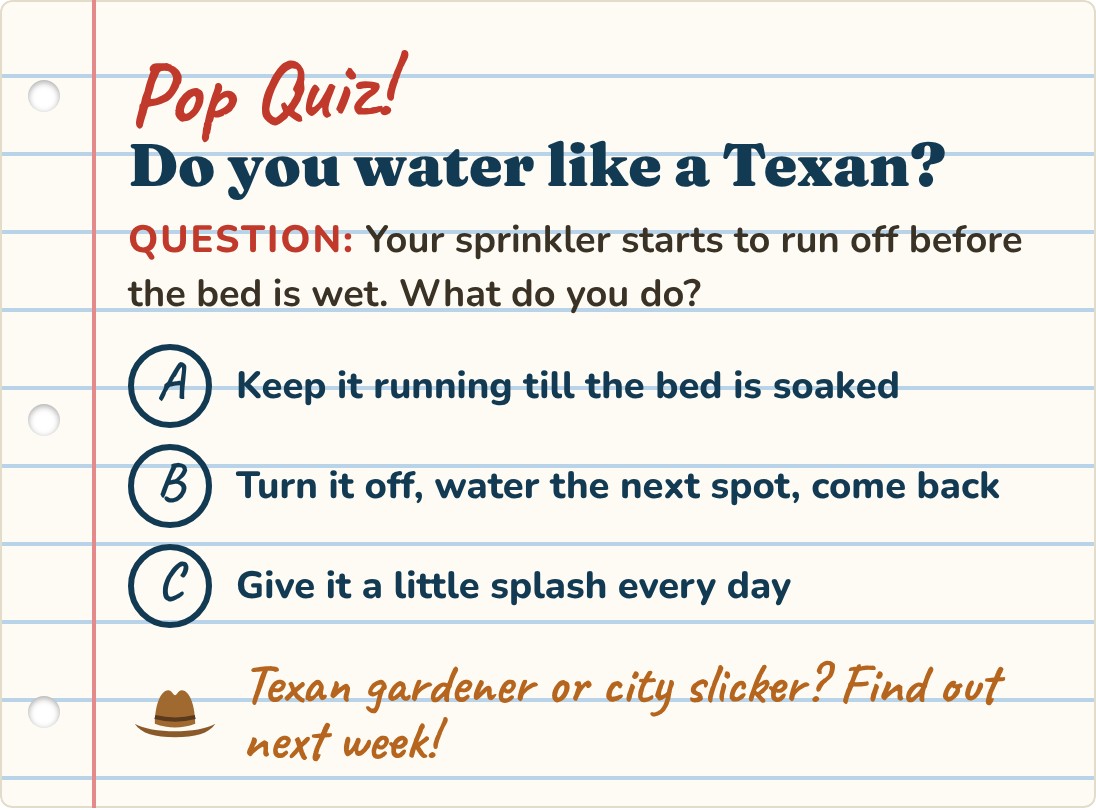 Pop Quiz!
Do you water like a Texan?
QUESTION: Your sprinkler starts to run off before
the bed is wet. What do you do?
A Keep it running till the bed is soaked
B Turn it off, water the next spot, come back
C Give it a little splash every day
Texan gardener or city slicker? Find out
next week!